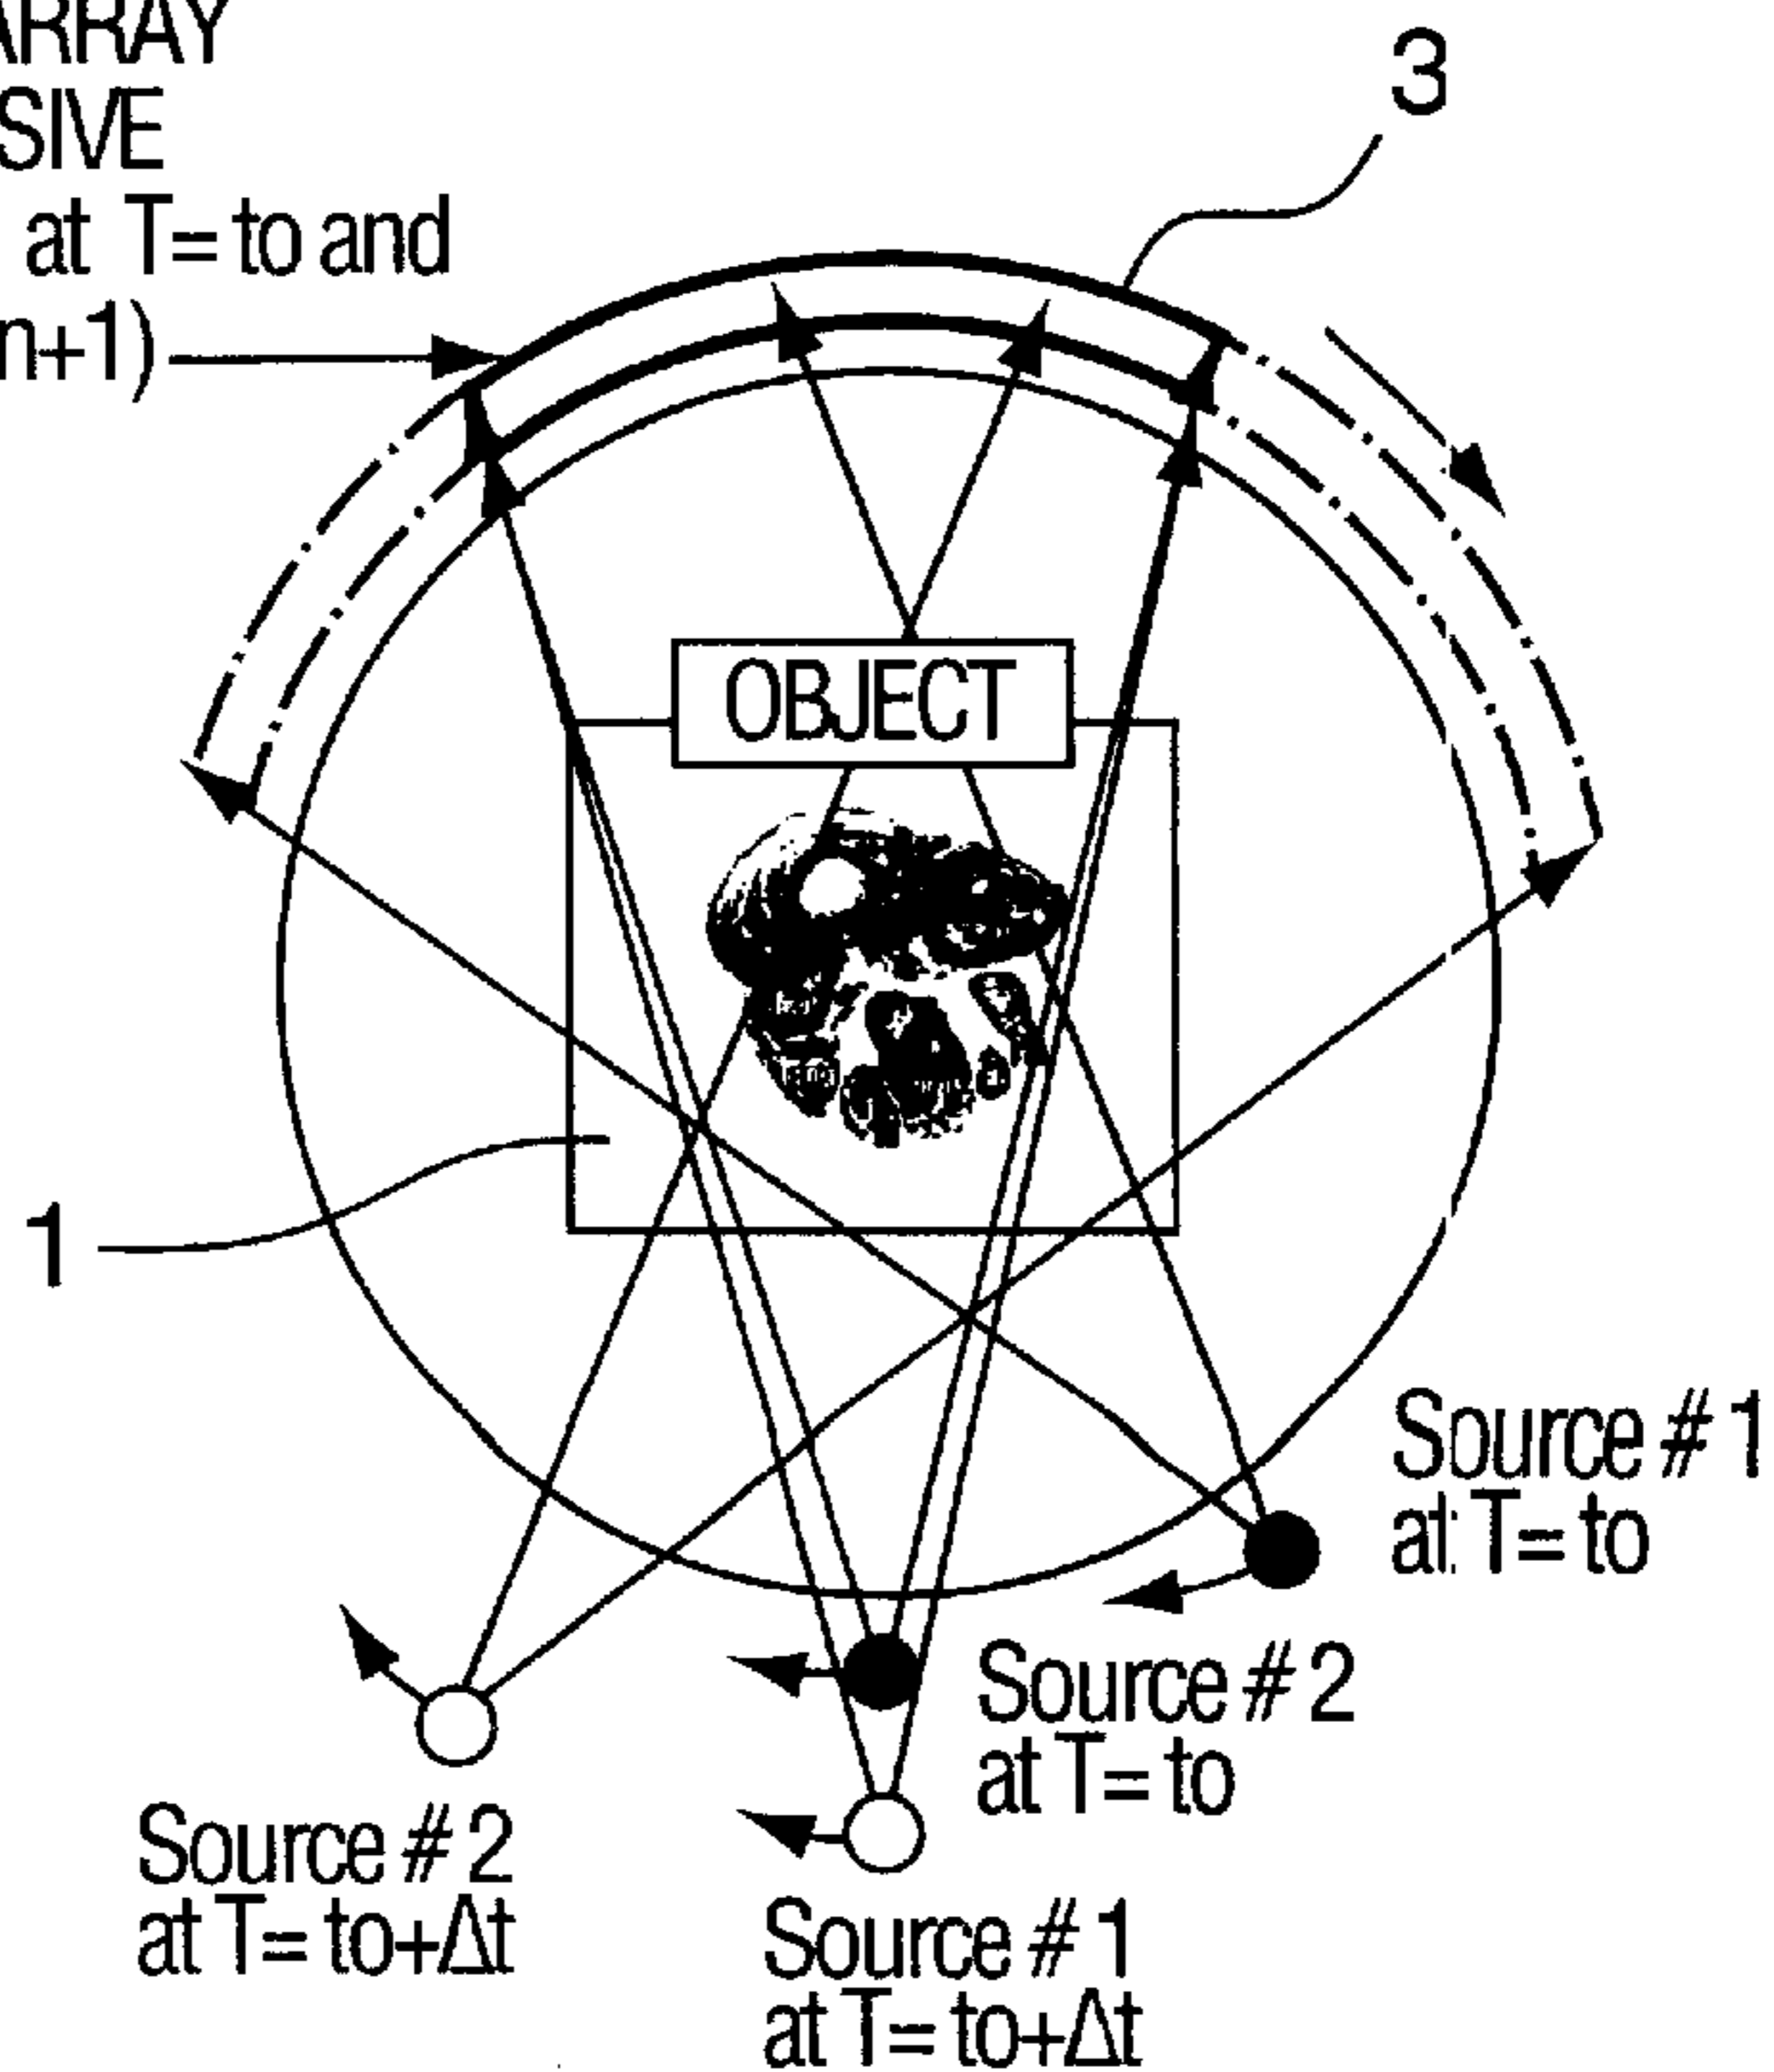 ARRAY
SIVE
at T= to and
n+1)
3
OBJECT
1
Source # 1
at: T= to
Source # 2
at T= to
Source # 2
at T= to+Δt
Source # 1
at T= to+Δt